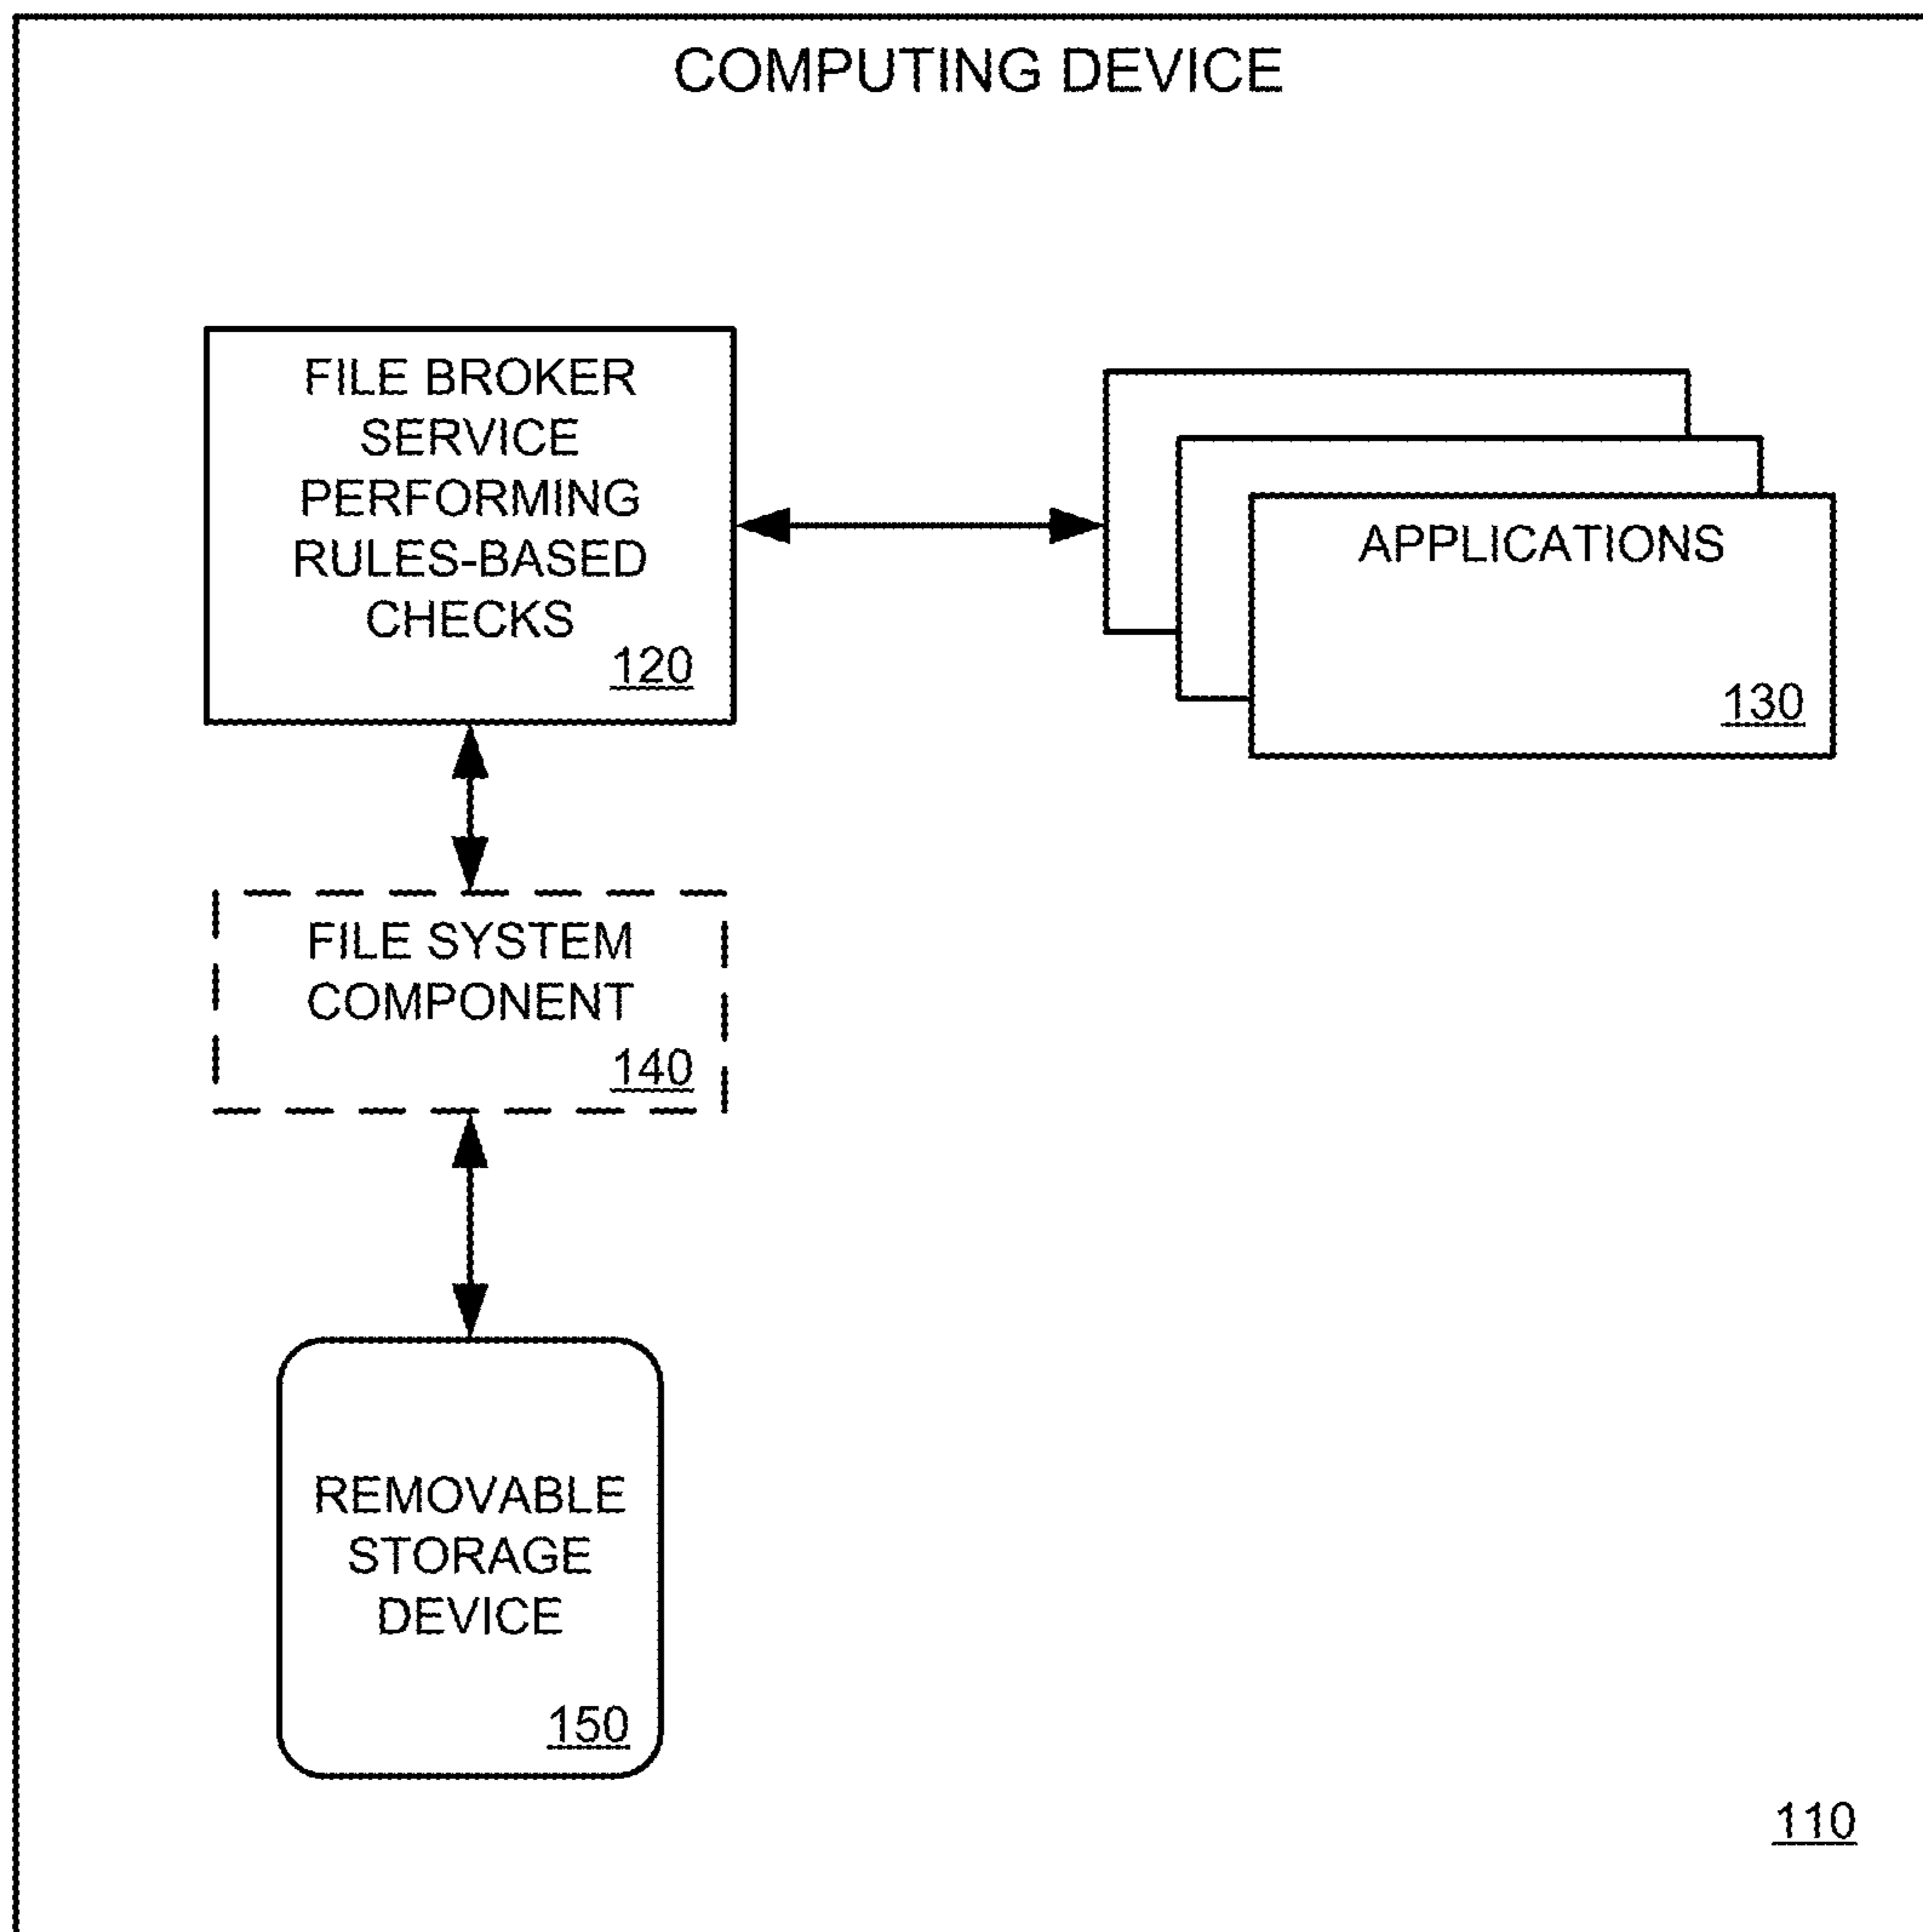 COMPUTING DEVICE
FILE BROKER
SERVICE
PERFORMING
RULES-BASED
CHECKS
120
APPLICATIONS
130
FILE SYSTEM
COMPONENT
140
REMOVABLE
STORAGE
DEVICE
150
110